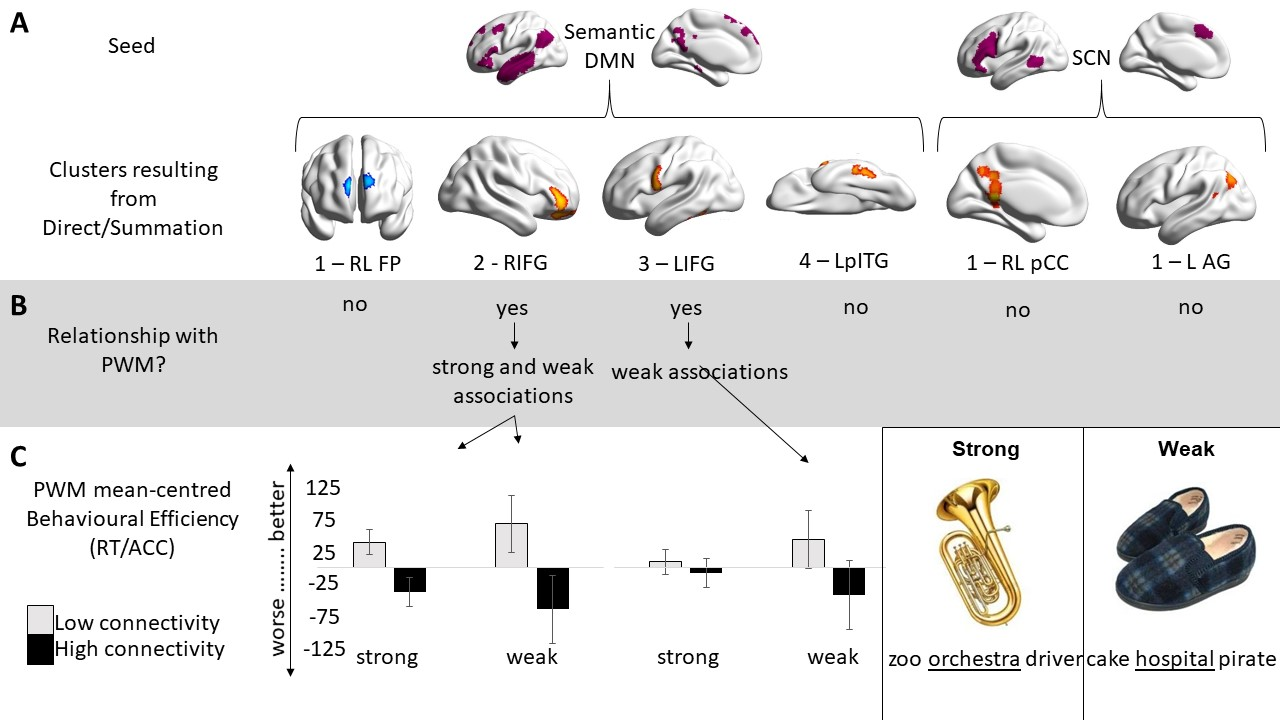 A
Seed
Semantic
DMN
SCN
Clusters resulting
from
Direct/Summation
1 – RL FP
2 - RIFG
3 – LIFG
4 – LpITG
1 – RL pCC
1 – L AG
B
Relationship with
PWM?
no
yes
yes
no
no
no
strong and weak
associations
weak associations
C
PWM mean-centred
Behavioural Efficiency
(RT/ACC)
Low connectivity
High connectivity
worse ……… better
125
75
25
-25
-75
-125
strong
weak
strong
weak
Strong
Weak
zoo orchestra driver
cake hospital pirate